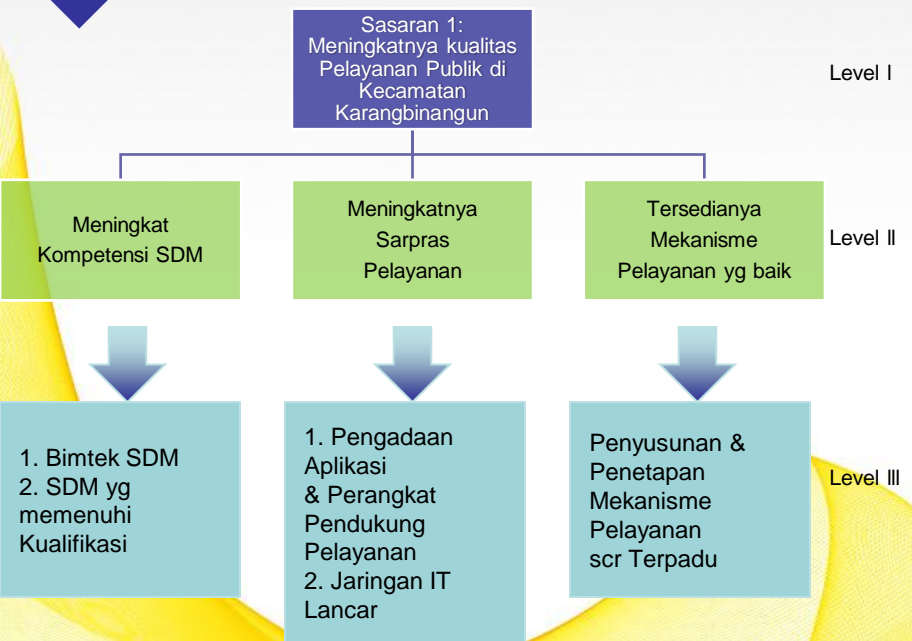 Sasaran 1:
Meningkatnya kualitas
Pelayanan Publik di
Kecamatan
Karangbinangun
Level I
Meningkat
Kompetensi SDM
Meningkatnya
Sarpras
Pelayanan
Tersedianya
Mekanisme
Pelayanan yg baik
Level II
1. Bimtek SDM
2. SDM yg
memenuhi
Kualifikasi
1. Pengadaan
Aplikasi
& Perangkat
Pendukung
Pelayanan
2. Jaringan IT
Lancar
Penyusunan &
Penetapan
Mekanisme
Pelayanan
scr Terpadu
Level III